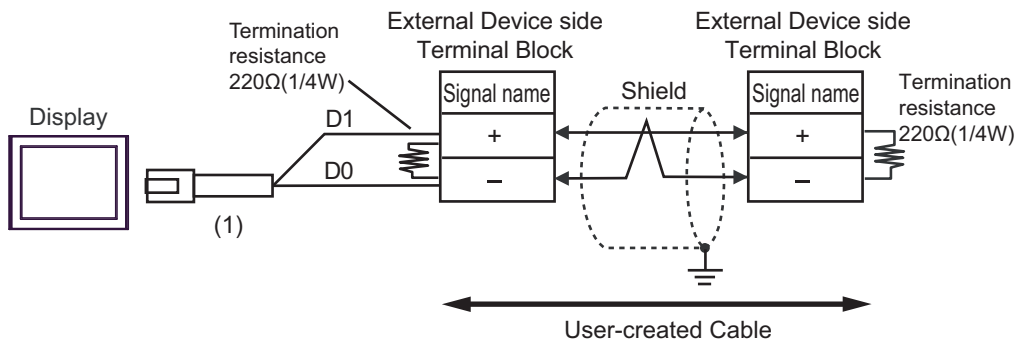 Display
(1)
Termination
resistance
220Ω(1/4W)
D1
D0
External Device side
Terminal Block
Signal name
+
−
Shield
External Device side
Terminal Block
Signal name
+
−
Termination
resistance
220Ω(1/4W)
User-created Cable